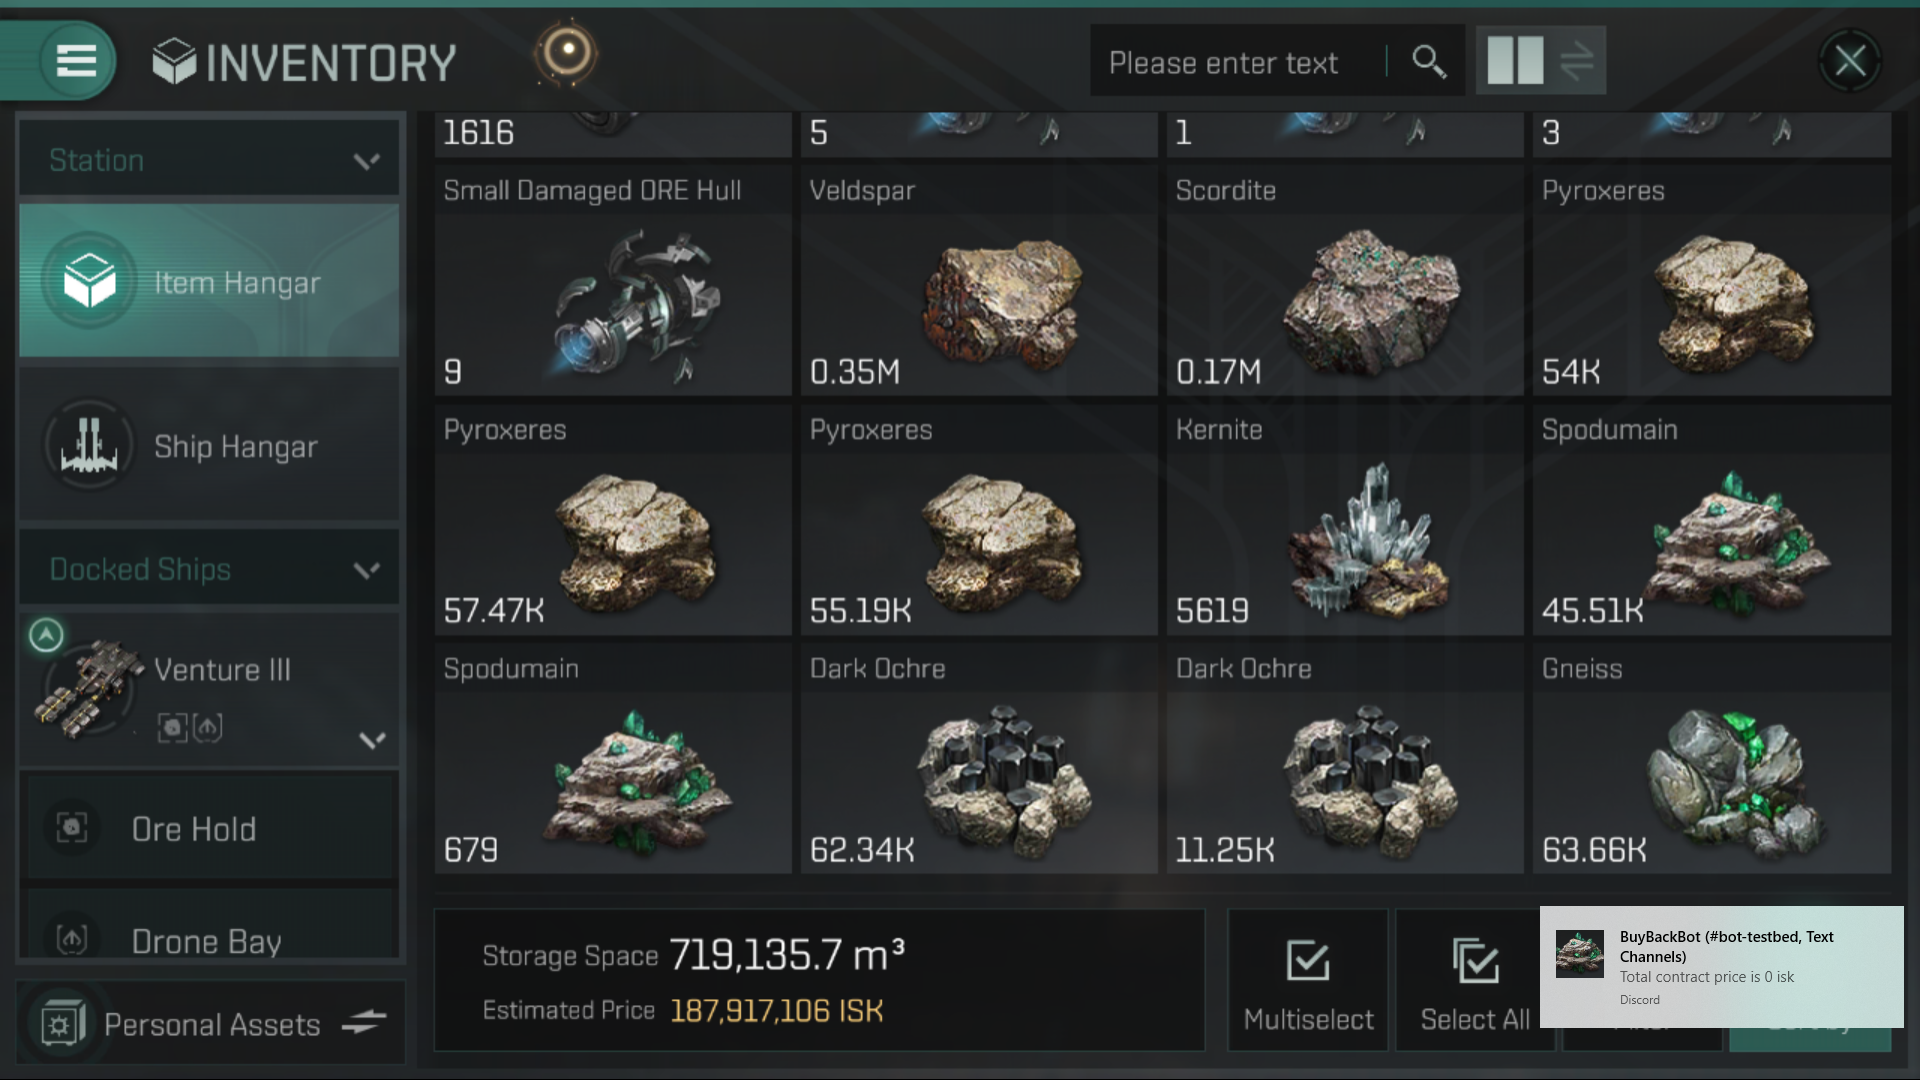 INVENTORY
Please enter text
Station
Item Hangar
Ship Hangar
Docked Ships
Venture III
Ore Hold
Drone Bay
Personal Assets
1616
5
1
3
Small Damaged ORE Hull
Veldspar
Scordite
Pyroxeres
9
0.35M
0.17M
54K
Pyroxeres
Pyroxeres
Kernite
Spodumain
57.47K
55.19K
5619
45.51K
Spodumain
Dark Ochre
Dark Ochre
Gneiss
679
62.34K
11.25K
63.66K
Storage Space 719,135.7 m³
Estimated Price 187,917,106 ISK
Multiselect
Select All
BuyBackBot (#bot-testbed, Text
Channels)
Total contract price is 0 isk
Discord